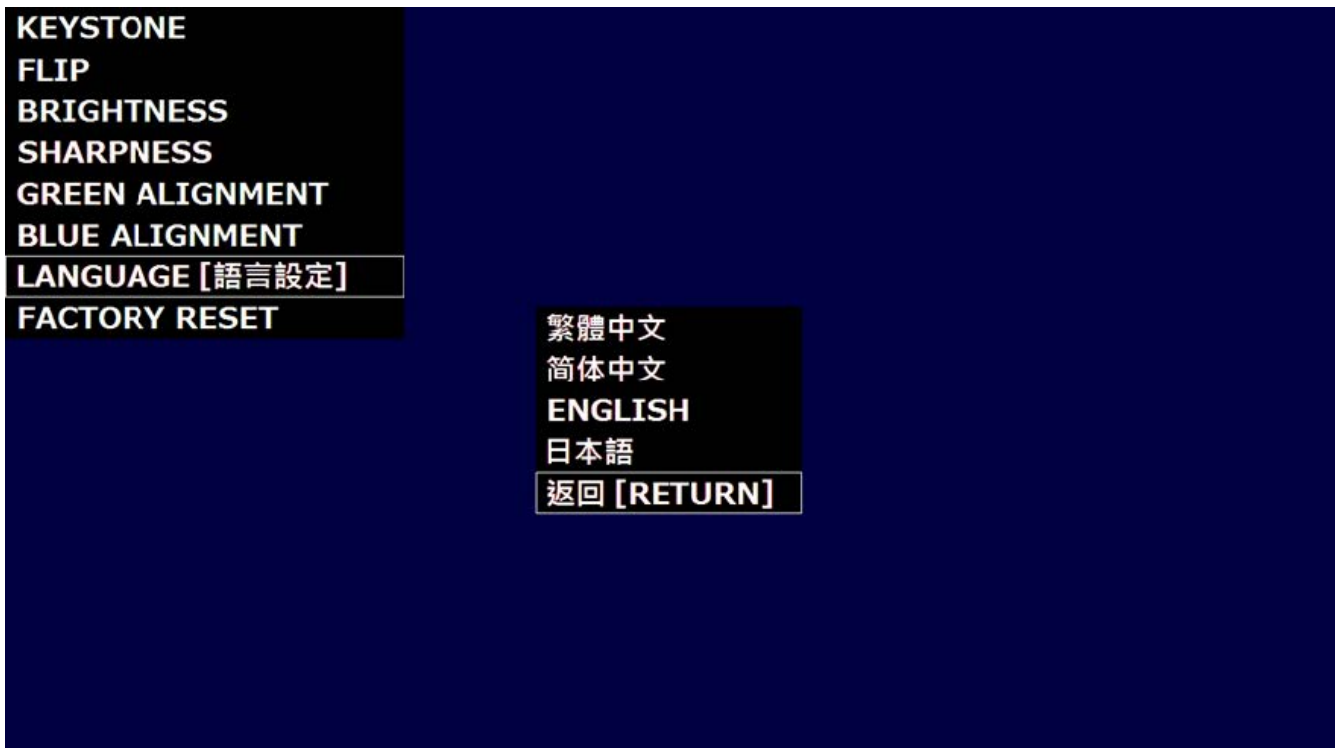 KEYSTONE
FLIP
BRIGHTNESS
SHARPNESS
GREEN ALIGNMENT
BLUE ALIGNMENT
LANGUAGE [語言設定]
FACTORY RESET
繁體中文
简体中文
ENGLISH
日本語
返回 [RETURN]